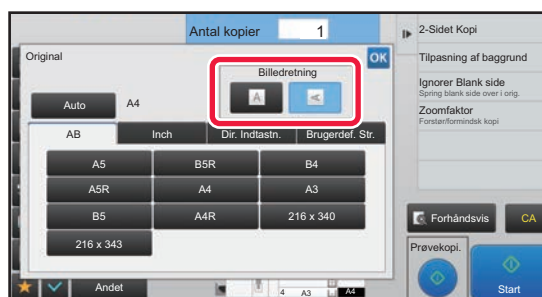 Antal kopier 1
Original
OK
Billedretning
A A
Auto A4
AB Inch Dir. Indtastn. Brugerdef. Str.
A5 B5R B4
A5R A4 A3
B5 A4R 216 x 340
216 x 343
Andet
4 A3 A4
2-Sidet Kopi
Tilpasning af baggrund
Ignorer Blank side
Spring blank side over i orig.
Zoomfaktor
Forstør/formindsk kopi
Forhåndsvis CA
Prøvekopi.
Start